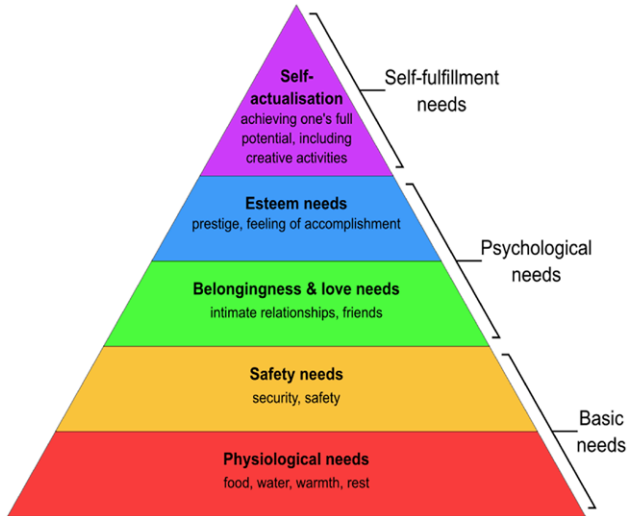 Self-
actualisation
achieving one's full
potential, including
creative activities
Self-fulfillment
needs
Esteem needs
prestige, feeling of accomplishment
Psychological
needs
Belongingness & love needs
intimate relationships, friends
Safety needs
security, safety
Basic
needs
Physiological needs
food, water, warmth, rest